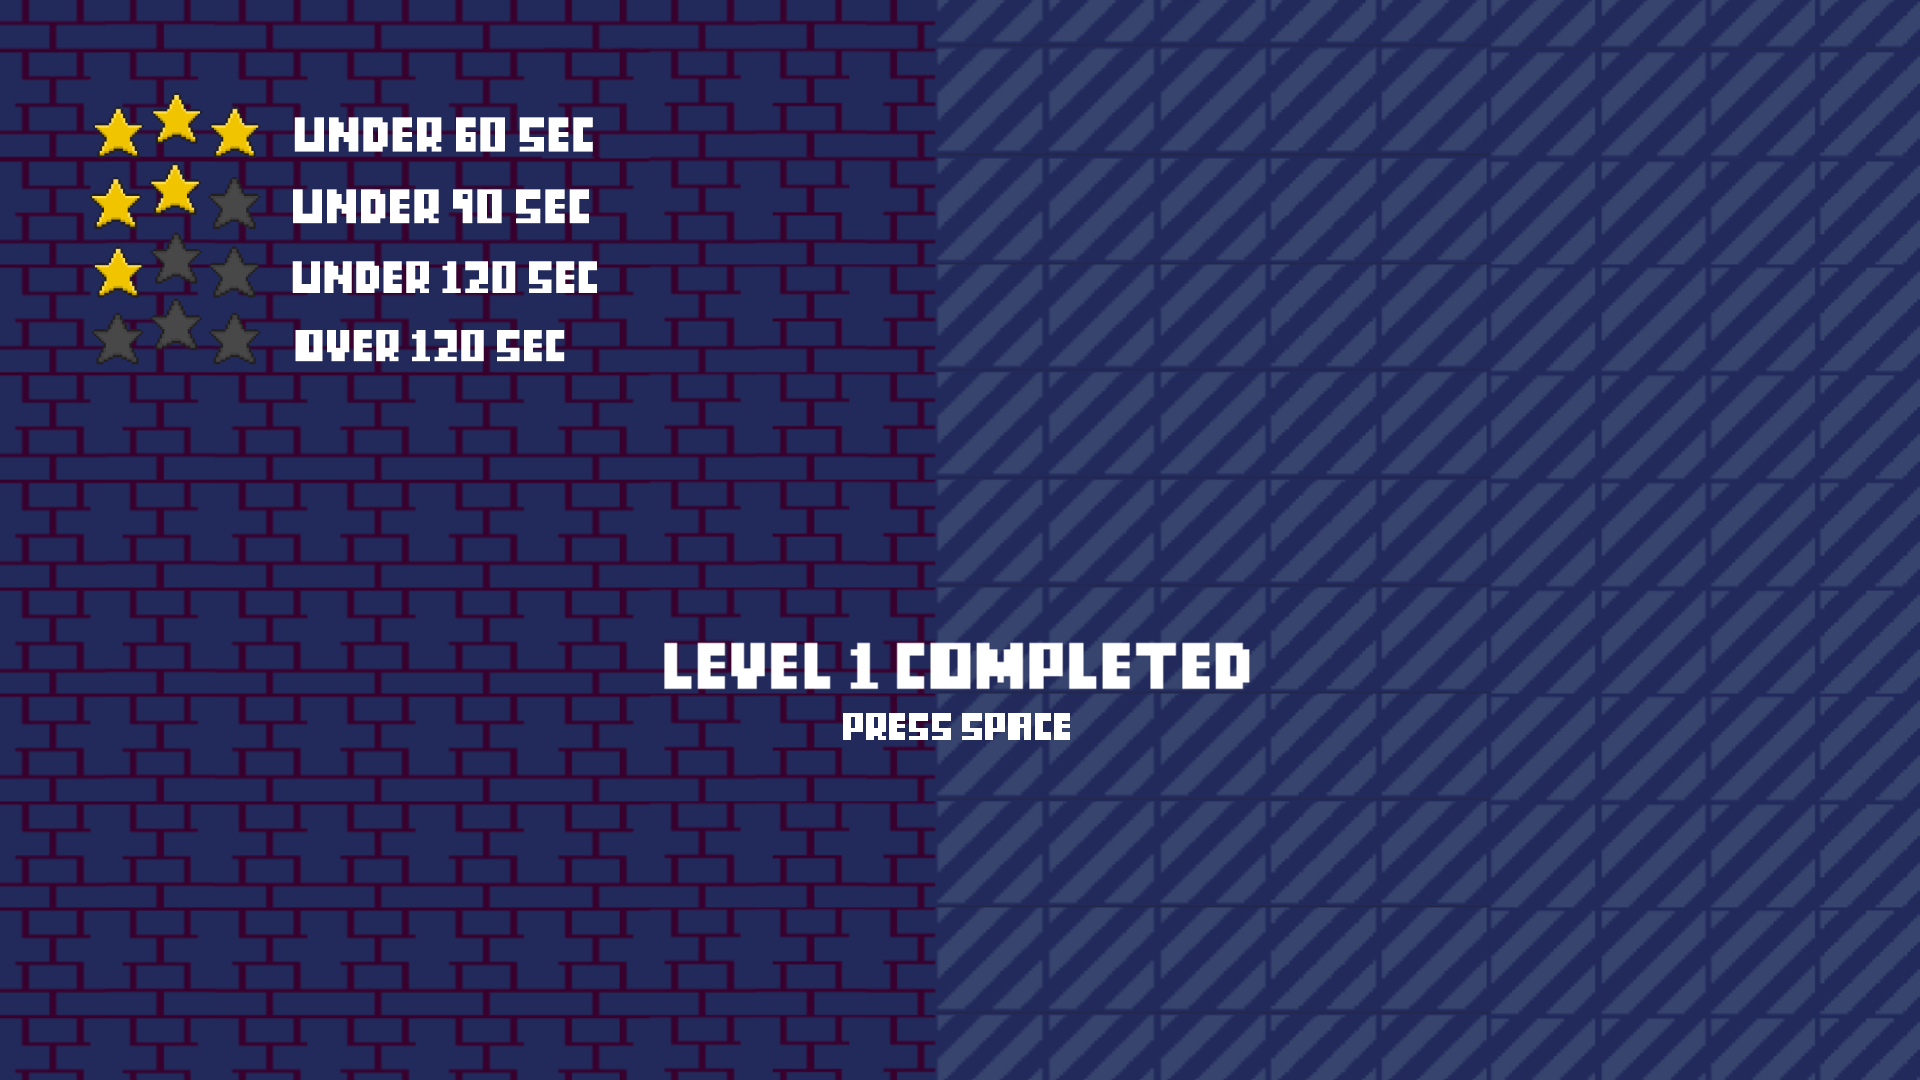 UNDER 60 SEC
UNDER 90 SEC
UNDER 120 SEC
OVER 120 SEC
LEVEL 1 COMPLETED
PRESS SPACE